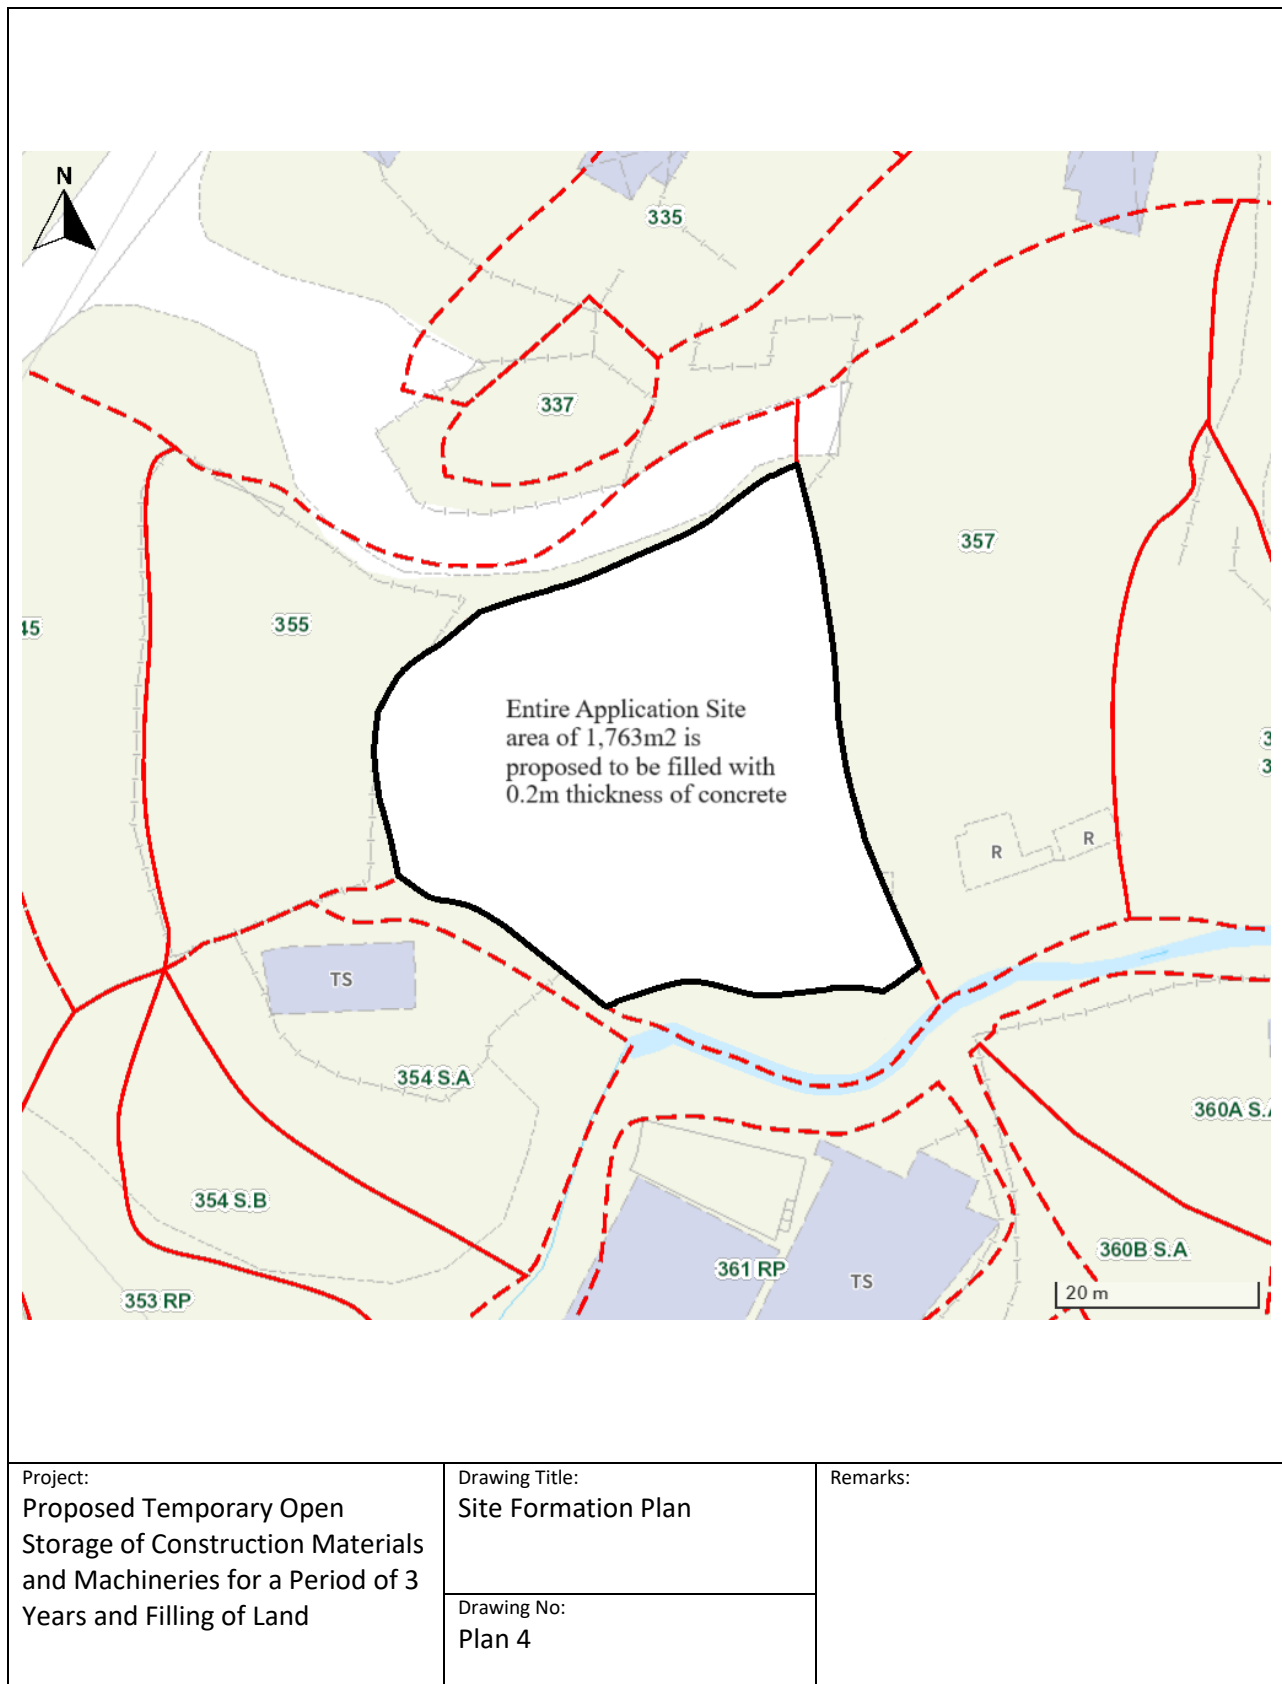 N
335
337
357
45
355
Entire Application Site
area of 1,763m2 is
proposed to be filled with
0.2m thickness of concrete
3
3
R
R
TS
354 S.A
360A S.A
354 S.B
360B S.A
361 RP
TS
353 RP
20 m
Project:
Proposed Temporary Open
Storage of Construction Materials
and Machineries for a Period of 3
Years and Filling of Land
Drawing Title:
Site Formation Plan
Drawing No:
Plan 4
Remarks: